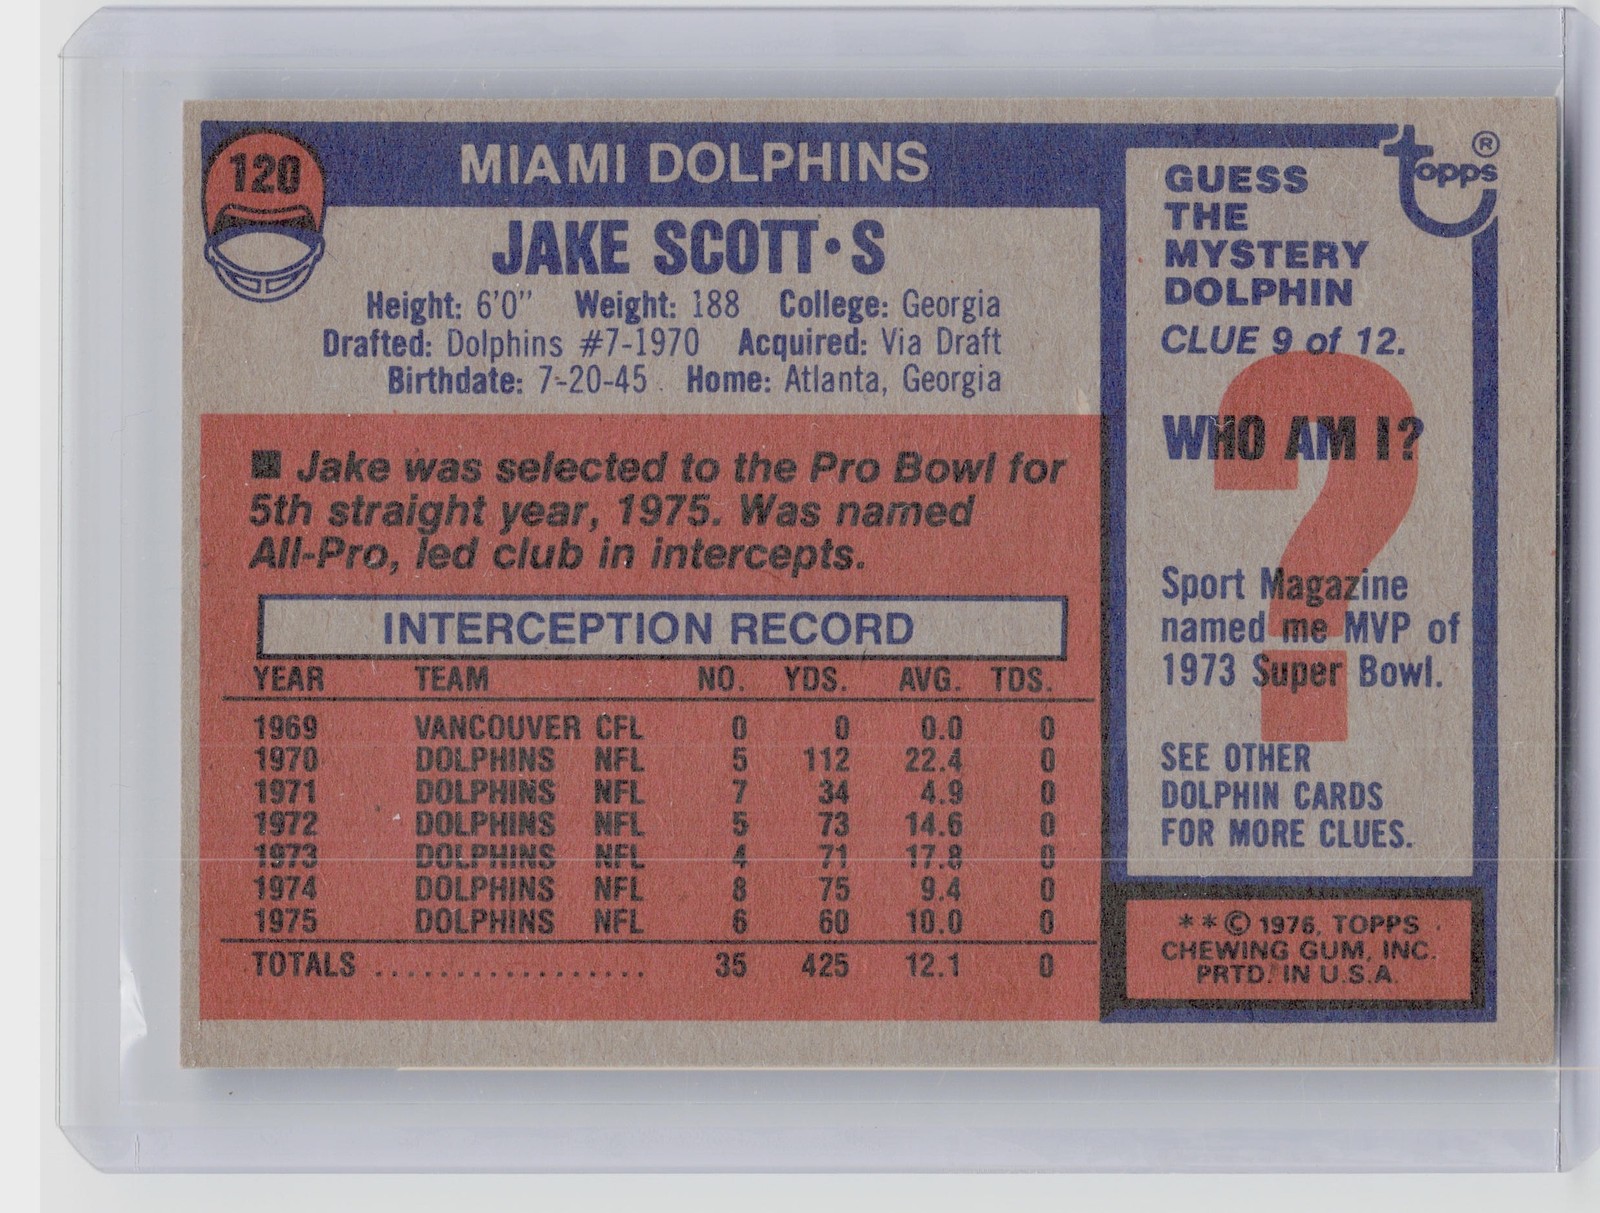 120
MIAMI DOLPHINS
JAKE SCOTT • S
Height: 6'0" Weight: 188 College: Georgia
Drafted: Dolphins #7-1970 Acquired: Via Draft
Birthdate: 7-20-45 Home: Atlanta, Georgia
■ Jake was selected to the Pro Bowl for
5th straight year, 1975. Was named
All-Pro, led club in intercepts.
INTERCEPTION RECORD
YEAR TEAM NO. YDS. AVG. TDS.
1969 VANCOUVER CFL 0 0 0.0 0
1970 DOLPHINS NFL 5 112 22.4 0
1971 DOLPHINS NFL 7 34 4.9 0
1972 DOLPHINS NFL 5 73 14.6 0
1973 DOLPHINS NFL 4 71 17.8 0
1974 DOLPHINS NFL 8 75 9.4 0
1975 DOLPHINS NFL 6 60 10.0 0
TOTALS .................. 35 425 12.1 0
topps ®
GUESS
THE
MYSTERY
DOLPHIN
CLUE 9 of 12.
?
WHO AM I?
Sport Magazine
named me MVP of
1973 Super Bowl.
SEE OTHER
DOLPHIN CARDS
FOR MORE CLUES.
**© 1976, TOPPS
CHEWING GUM, INC.
PRTD. IN U.S.A.